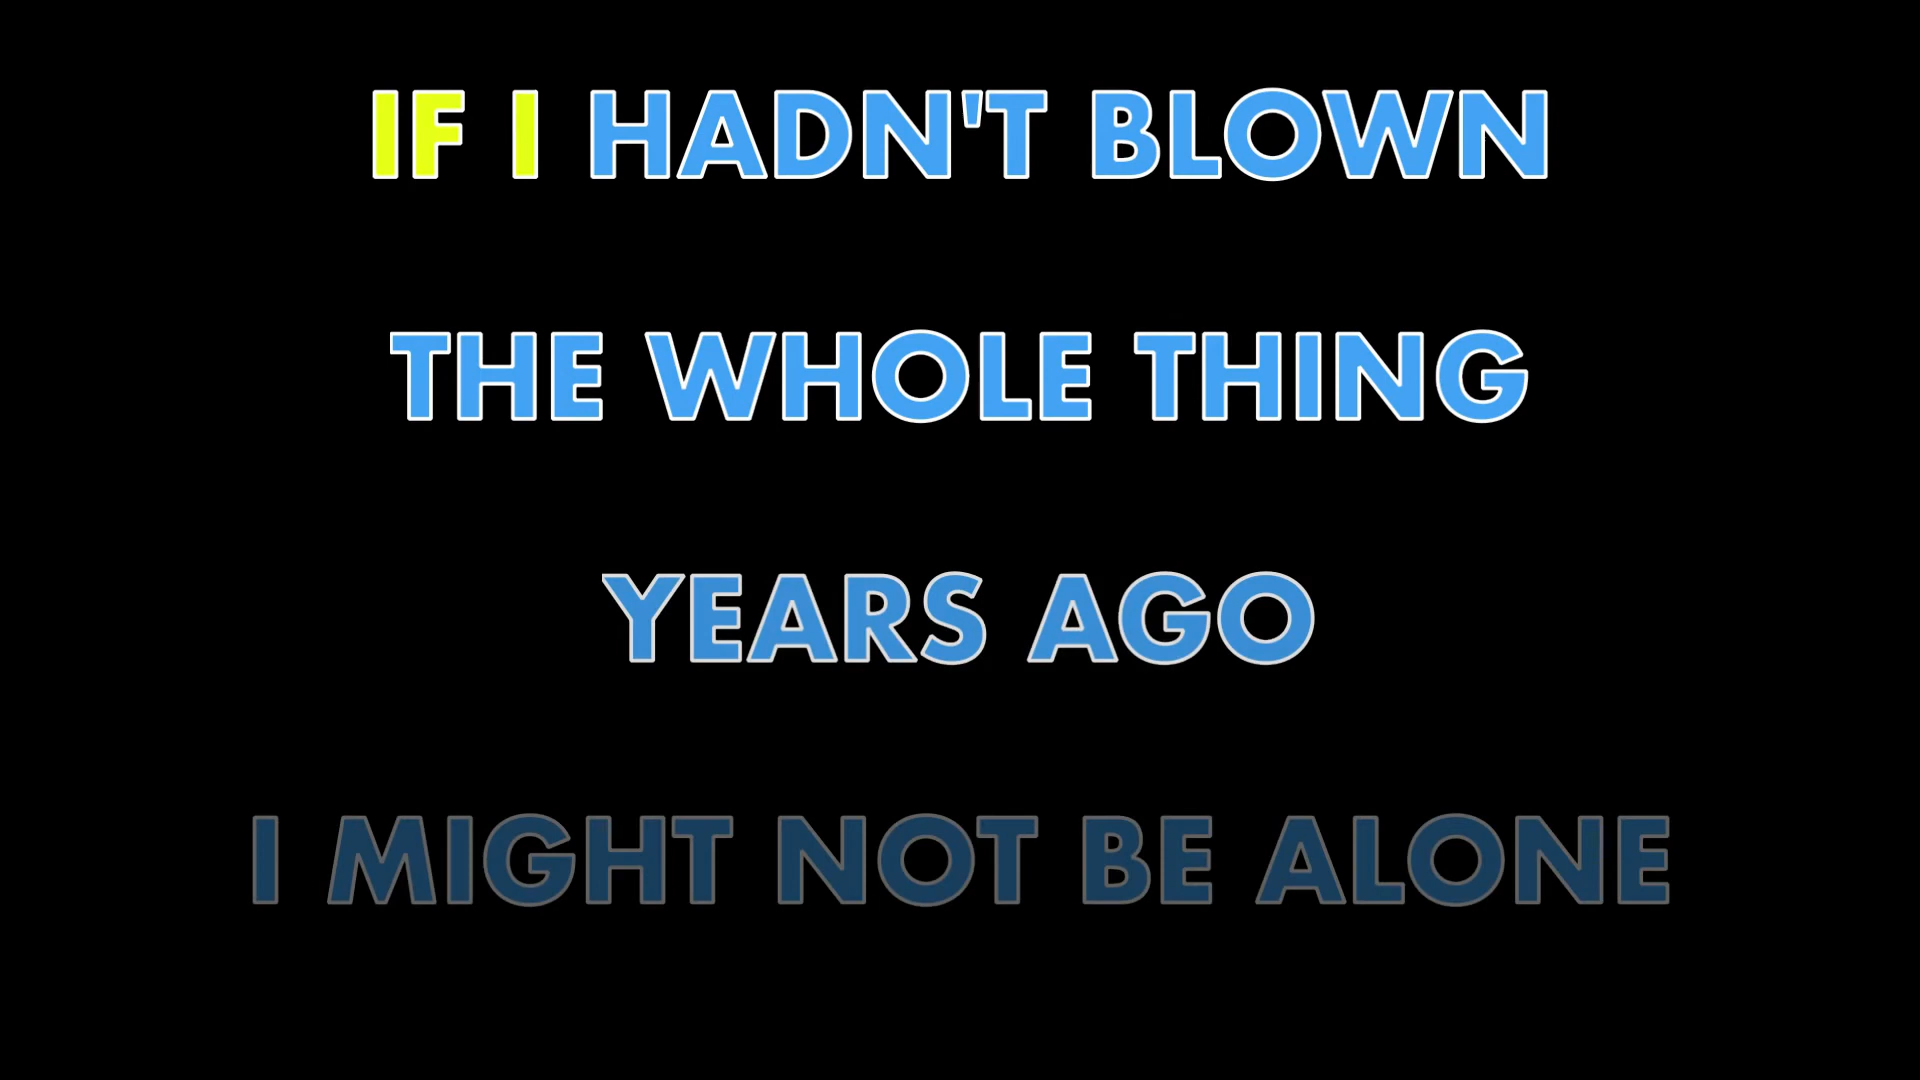 IF I HADN'T BLOWN
THE WHOLE THING
YEARS AGO
I MIGHT NOT BE ALONE